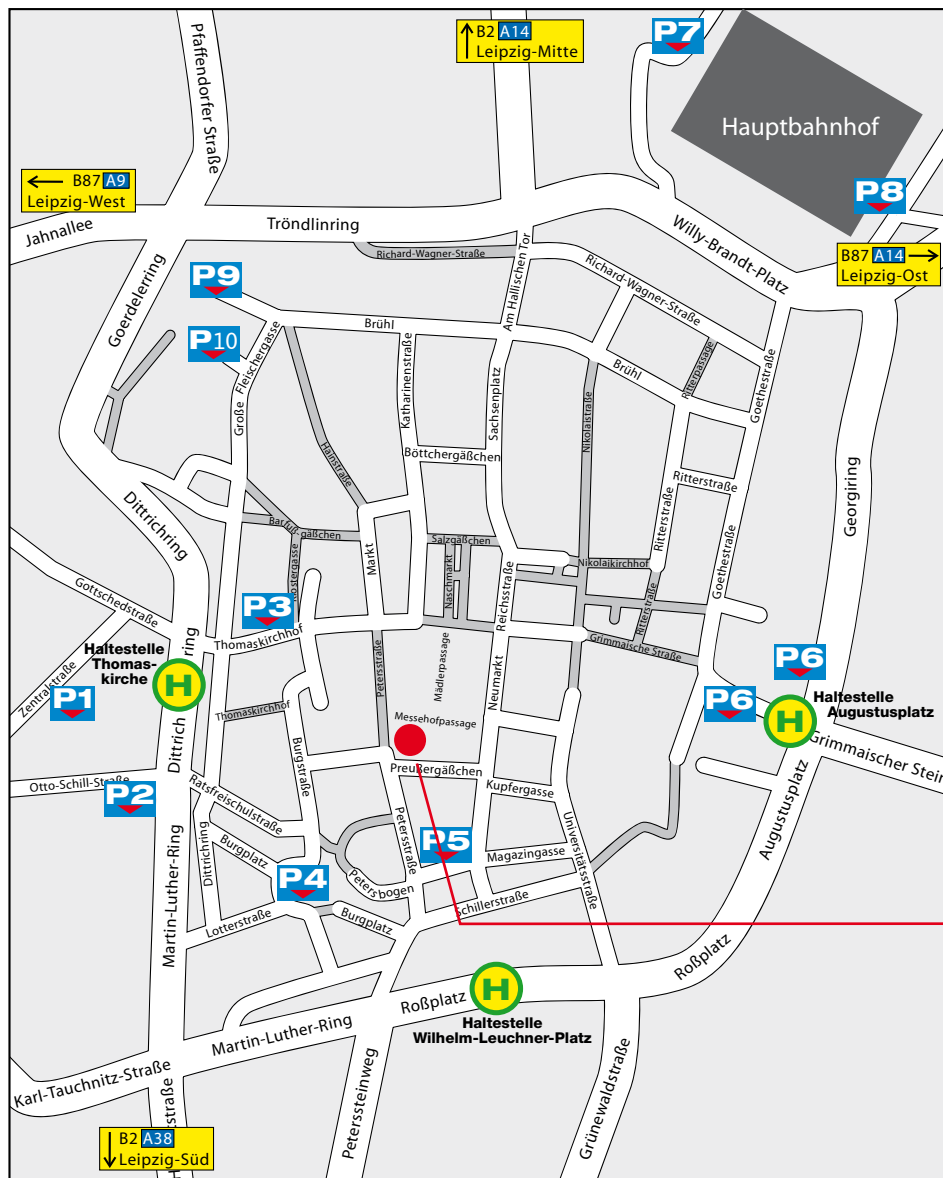 Pfaffendorfer Straße
B2 A14
Leipzig-Mitte
P7
Hauptbahnhof
B87 A9
Leipzig-West
P8
Jahnallee
Tröndlinring
Willy-Brandt-Platz
B87 A14
Leipzig-Ost
Richard-Wagner-Straße
Am Hallischen Tor
Richard-Wagner-Straße
P9
Goerdelerring
Brühl
P10
Große Fleischergasse
Katharinenstraße
Sachsenplatz
Brühl
Ritterpassage
Goethestraße
Hainstraße
Böttchergäßchen
Nikolaistraße
Ritterstraße
Georgiring
Dittrichring
Barfußgäßchen
Markt
Salzgäßchen
Naschmarkt
Reichsstraße
Nikolaikirchhof
Ritterstraße
Goethestraße
Gottschedstraße
Klostergasse
P3
Thomaskirchhof
Ritterstraße
Grimmaische Straße
Haltestelle
Thomas-
kirche
H
ring
Zentralstraße
P1
Thomaskirchhof
Petersstraße
Mädlerpassage
Neumarkt
P6
P6
Haltestelle
Augustusplatz
H
Messehofpassage
Grimmaischer Stein
Dittrich
Burgstraße
Otto-Schill-Straße
P2
Ratsfreischulstraße
Preußergäßchen
Kupfergasse
Augustusplatz
Dittrichring
Burgplatz
Petersstraße
P5
Magazingasse
Universitätsstraße
P4
Petersbogen
Martin-Luther-Ring
Lotterstraße
Burgplatz
Schillerstraße
Roßplatz
Roßplatz
H
Haltestelle
Wilhelm-Leuchner-Platz
Martin-Luther-Ring
Karl-Tauchnitz-Straße
Peterssteinweg
Grünewaldstraße
B2 A38
Leipzig-Süd